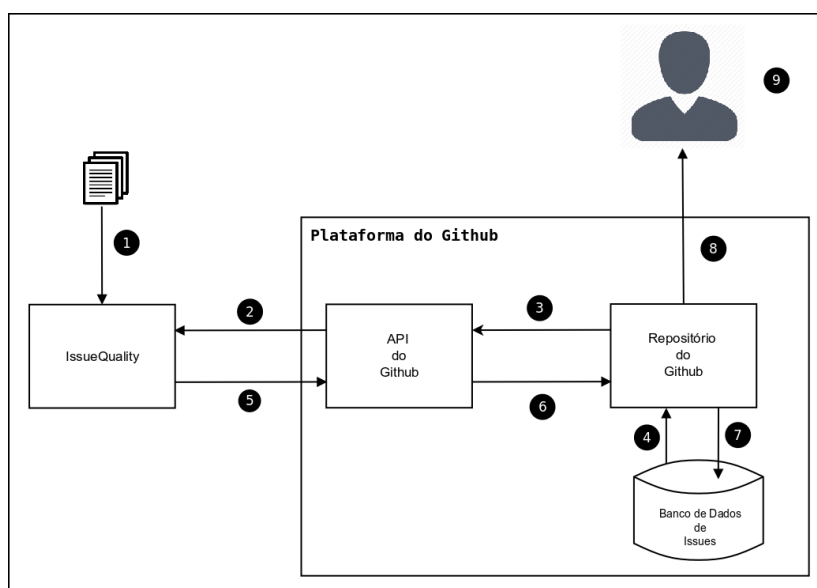 9
1
Plataforma do Github
8
2
3
IssueQuality
API
do
Github
Repositório
do
Github
5
6
4
7
Banco de Dados
de
Issues